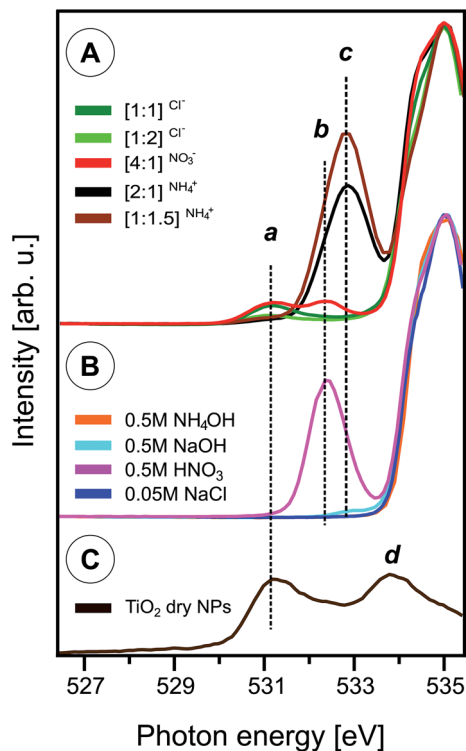 A
c
[1:1] Cl-
[1:2] Cl-
b
[4:1] NO3-
[2:1] NH4+
[1:1.5] NH4+
a
B
0.5M NH4OH
0.5M NaOH
0.5M HNO3
0.05M NaCl
C
d
TiO2 dry NPs
527 529 531 533 535
Photon energy [eV]
Intensity [arb. u.]